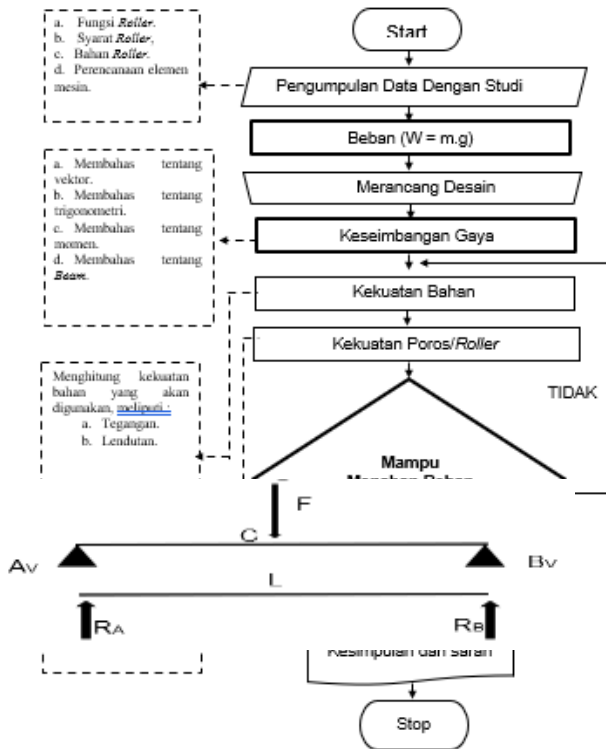 a. Fungsi Roller.
b. Syarat Roller,
c. Bahan Roller.
d. Perencanaan elemen
mesin.
Start
Pengumpulan Data Dengan Studi
Beban (W = m.g)
Merancang Desain
a. Membahas tentang
vektor.
b. Membahas tentang
trigonometri.
c. Membahas tentang
momen.
d. Membahas tentang
Beam.
Keseimbangan Gaya
Kekuatan Bahan
Kekuatan Poros/Roller
Menghitung kekuatan
bahan yang akan
digunakan, meliputi :
a. Tegangan.
b. Lendutan.
TIDAK
Mampu
Menahan Beban
F
C
AV
BV
L
RA
RB
Kesimpulan dan saran
Stop